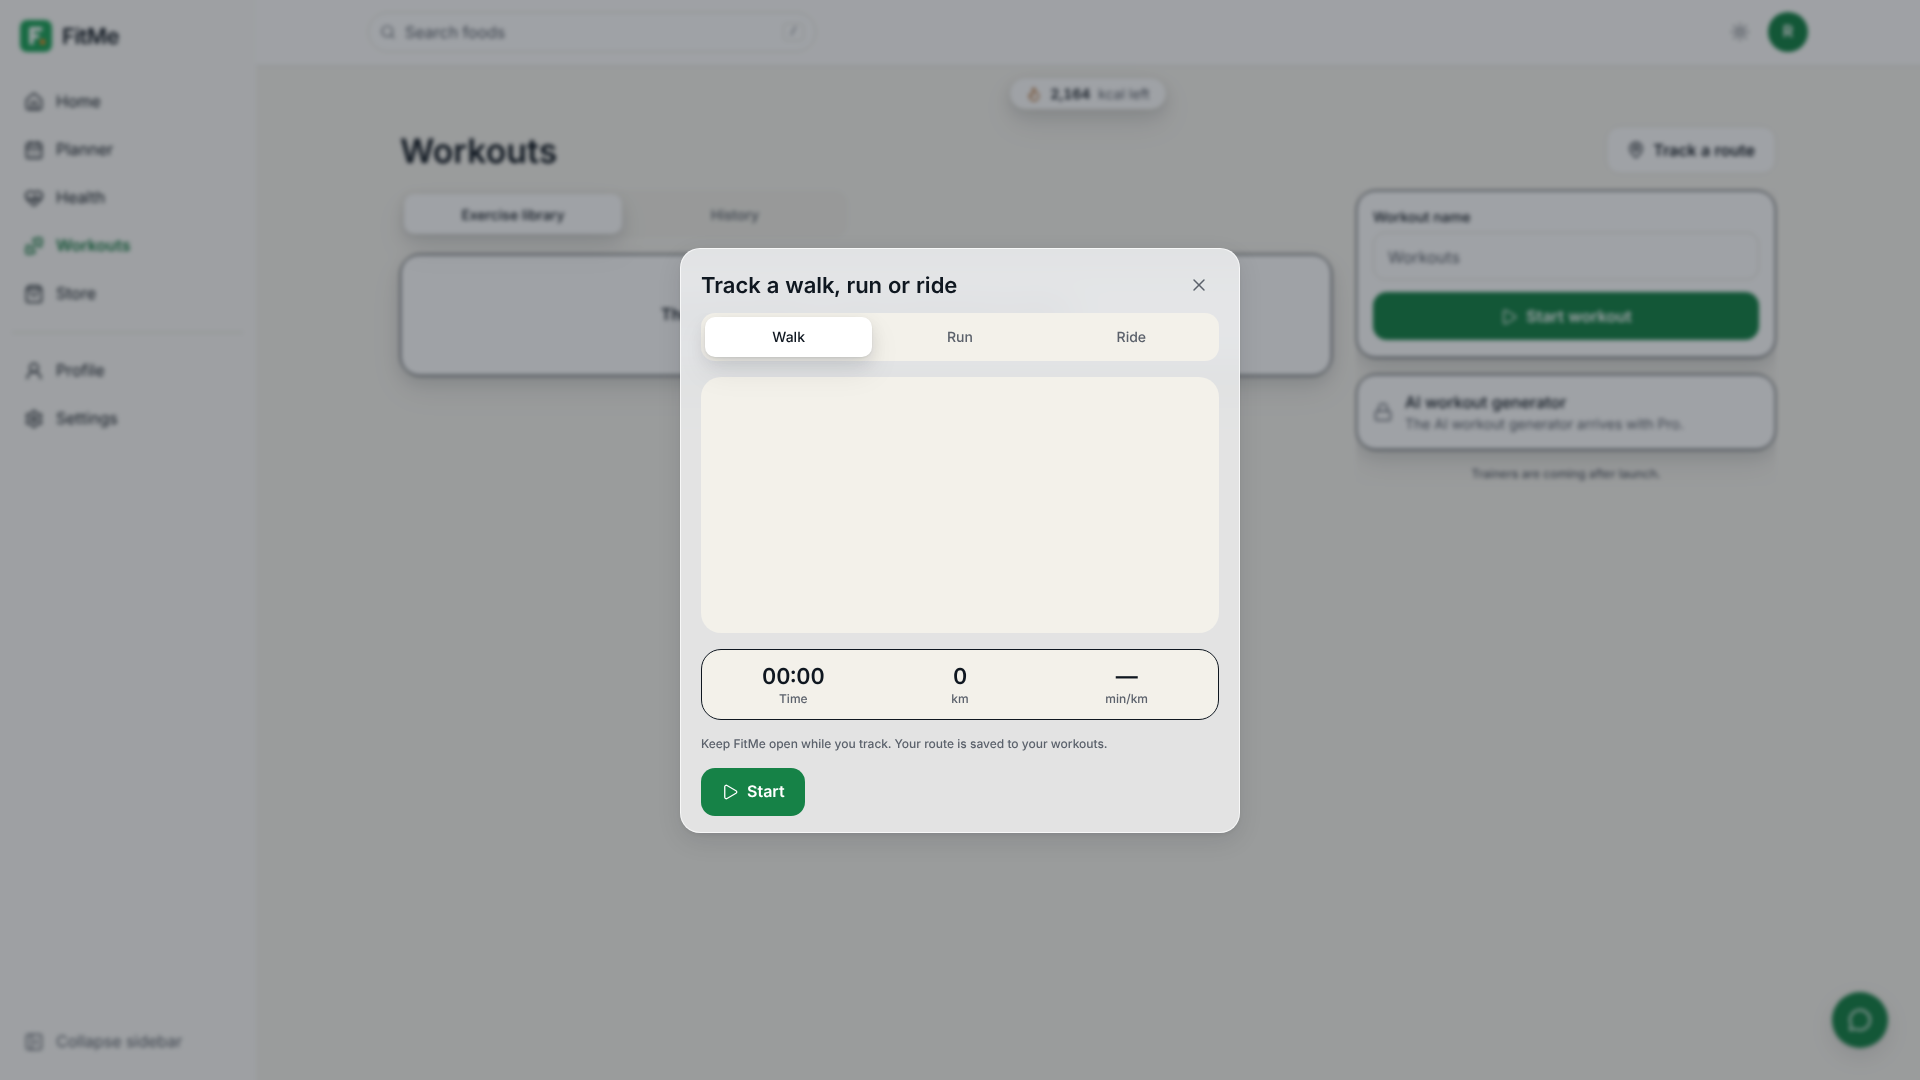 FitMe
Search foods
/
R
Home
Planner
Health
Workouts
Store
Profile
Settings
Collapse sidebar
2,164 kcal left
Workouts
Track a route
Exercise library
History
Workout name
Workouts
Start workout
AI workout generator
The AI workout generator arrives with Pro.
Trainers are coming after launch.
Track a walk, run or ride
Walk
Run
Ride
00:00
Time
0
km
—
min/km
Keep FitMe open while you track. Your route is saved to your workouts.
Start